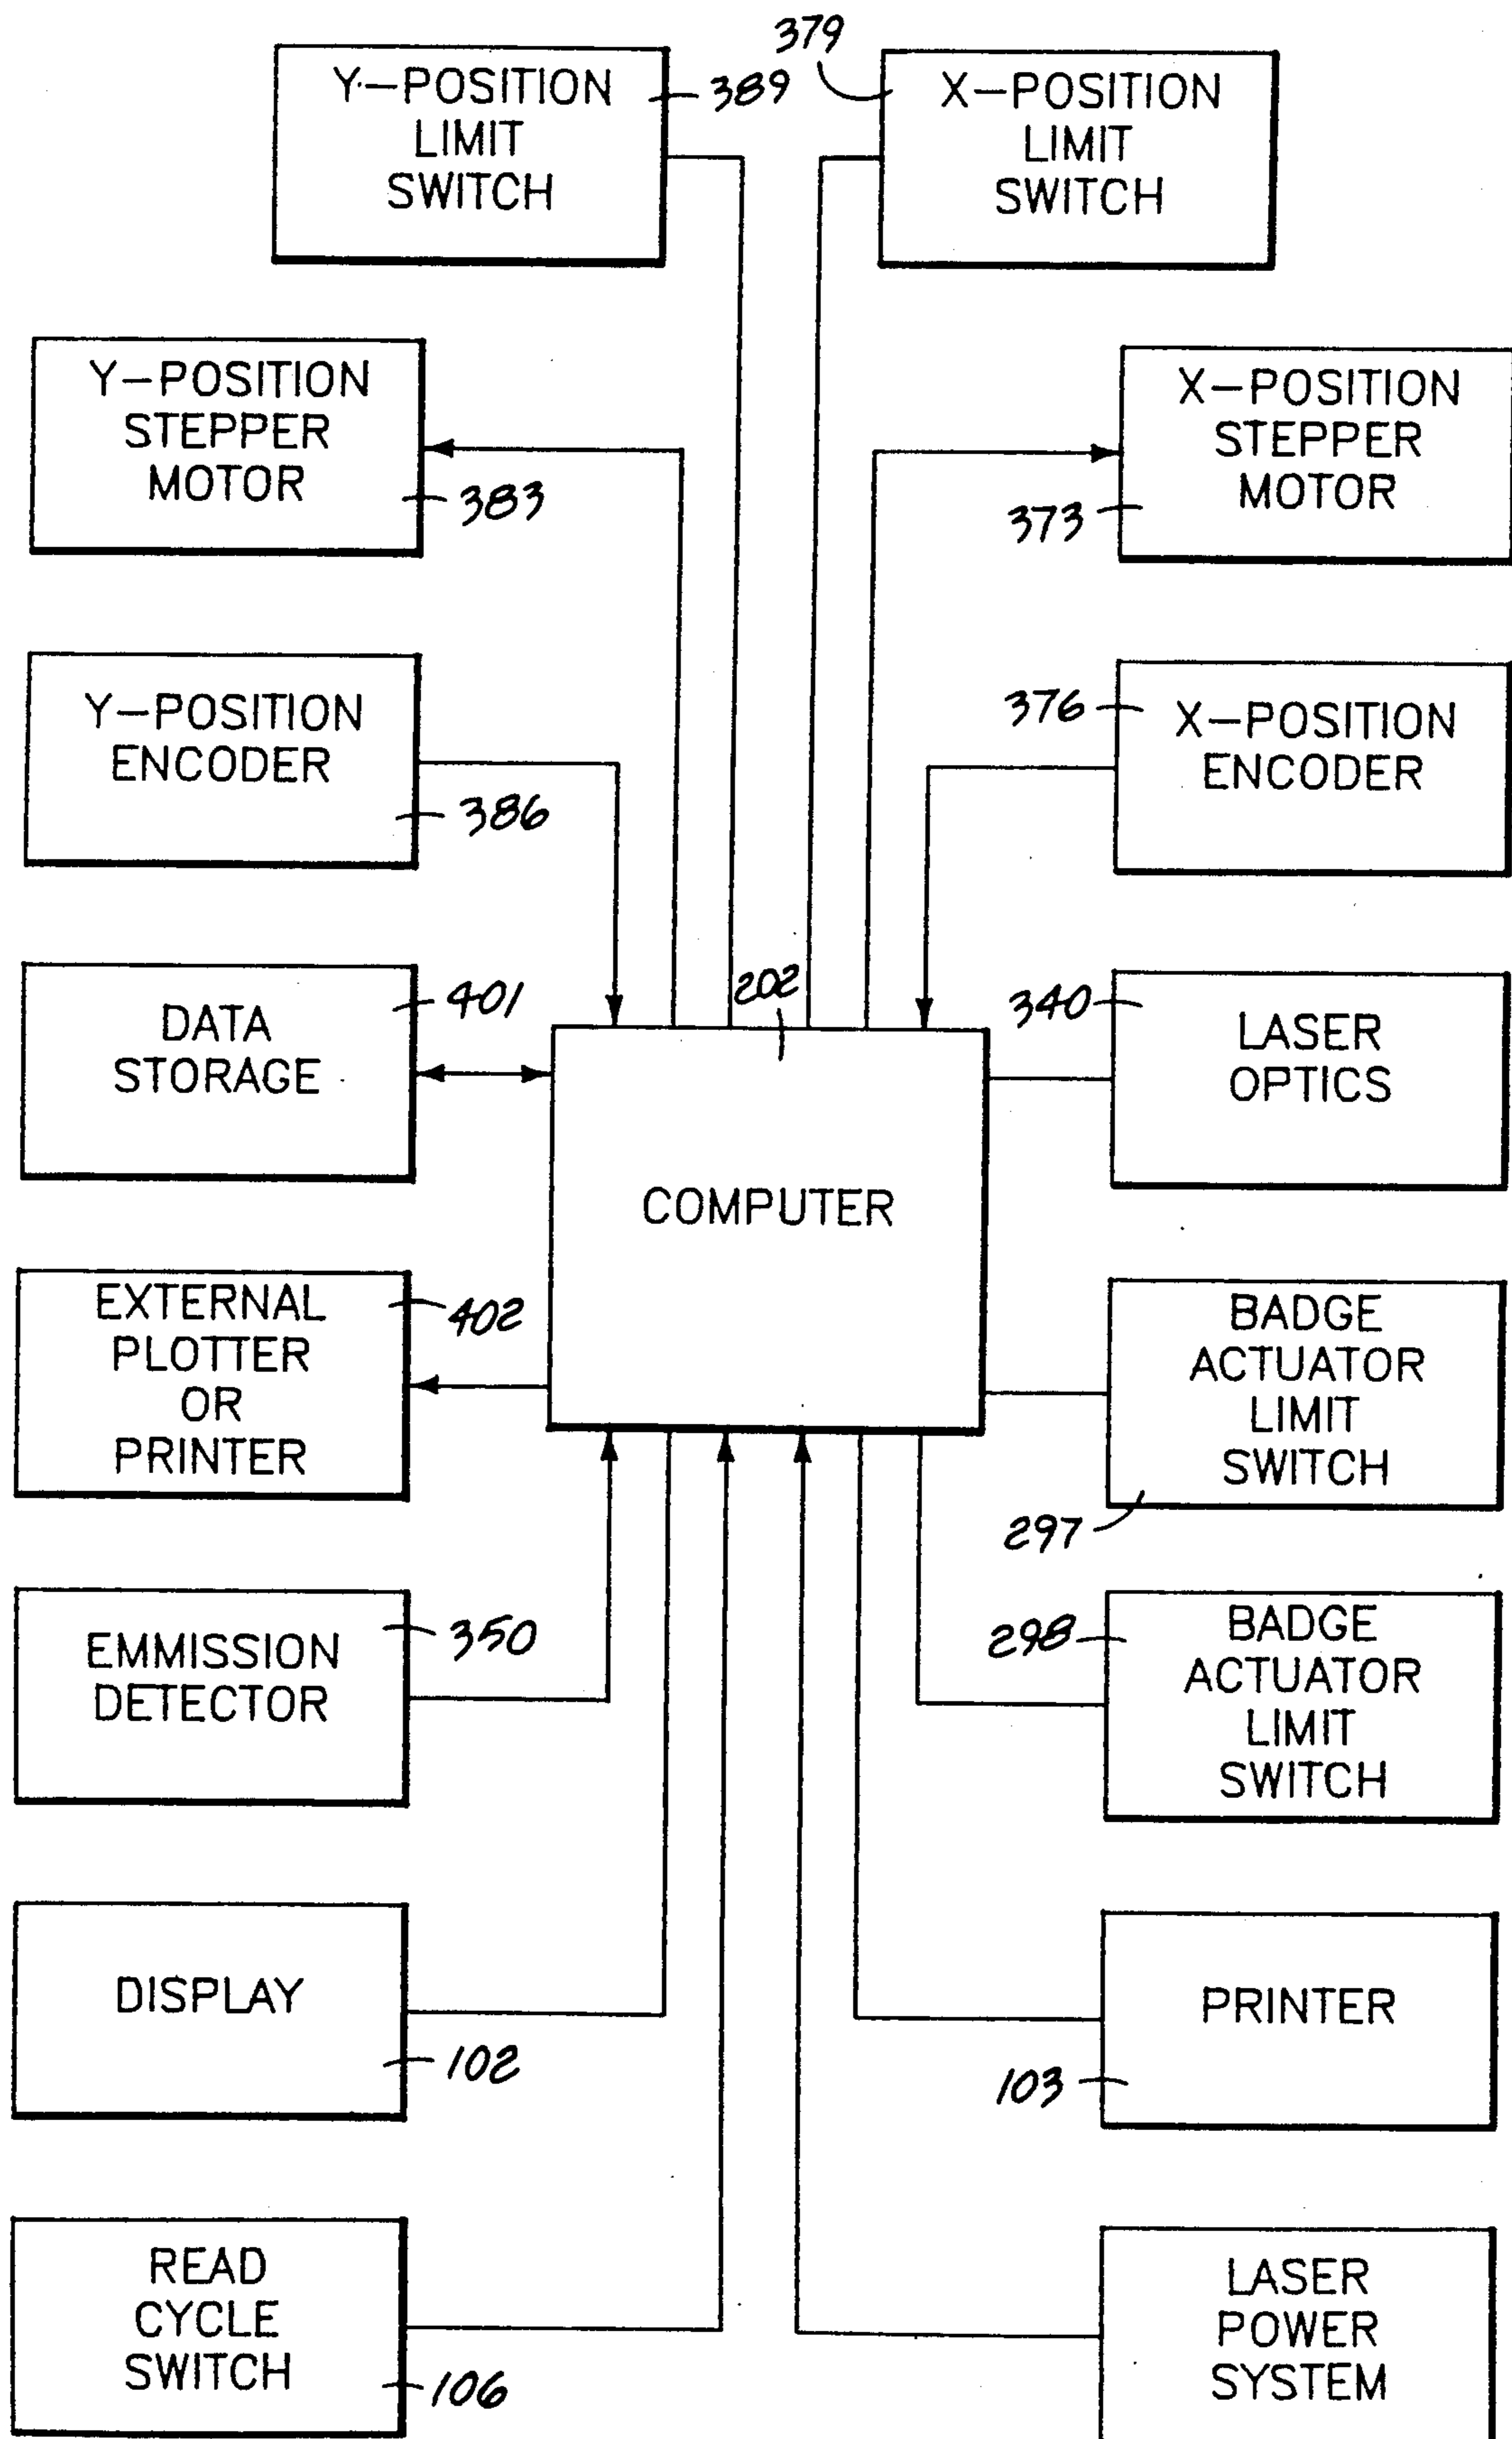 Y-POSITION
LIMIT
SWITCH
389
379
X-POSITION
LIMIT
SWITCH
Y-POSITION
STEPPER
MOTOR
383
X-POSITION
STEPPER
MOTOR
373
Y-POSITION
ENCODER
386
376
X-POSITION
ENCODER
DATA
STORAGE
401
202
COMPUTER
340
LASER
OPTICS
EXTERNAL
PLOTTER
OR
PRINTER
402
BADGE
ACTUATOR
LIMIT
SWITCH
297
EMMISSION
DETECTOR
350
298
BADGE
ACTUATOR
LIMIT
SWITCH
DISPLAY
102
PRINTER
103
READ
CYCLE
SWITCH
106
LASER
POWER
SYSTEM